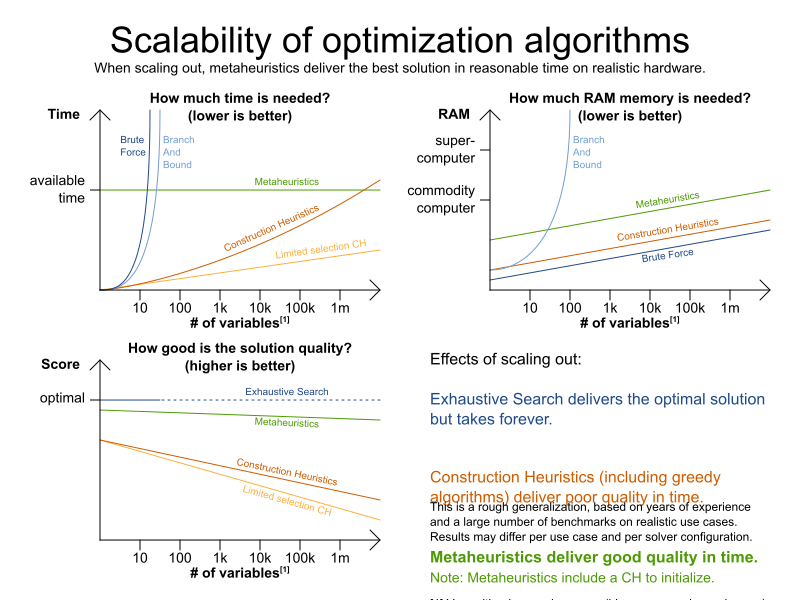 Scalability of optimization algorithms
When scaling out, metaheuristics deliver the best solution in reasonable time on realistic hardware.
How much time is needed?
(lower is better)
Time
Brute
Force
Branch
And
Bound
available
time
Metaheuristics
Construction Heuristics
Limited selection CH
10 100 1k 10k 100k 1m
# of variables[1]
How much RAM memory is needed?
(lower is better)
RAM
super-
computer
Branch
And
Bound
commodity
computer
Metaheuristics
Construction Heuristics
Brute Force
10 100 1k 10k 100k 1m
# of variables[1]
How good is the solution quality?
(higher is better)
Score
optimal
Exhaustive Search
Metaheuristics
Construction Heuristics
Limited selection CH
10 100 1k 10k 100k 1m
# of variables[1]
Effects of scaling out:
Exhaustive Search delivers the optimal solution
but takes forever.
Construction Heuristics (including greedy
algorithms) deliver poor quality in time.
This is a rough generalization, based on years of experience
and a large number of benchmarks on realistic use cases.
Results may differ per use case and per solver configuration.
Metaheuristics deliver good quality in time.
Note: Metaheuristics include a CH to initialize.